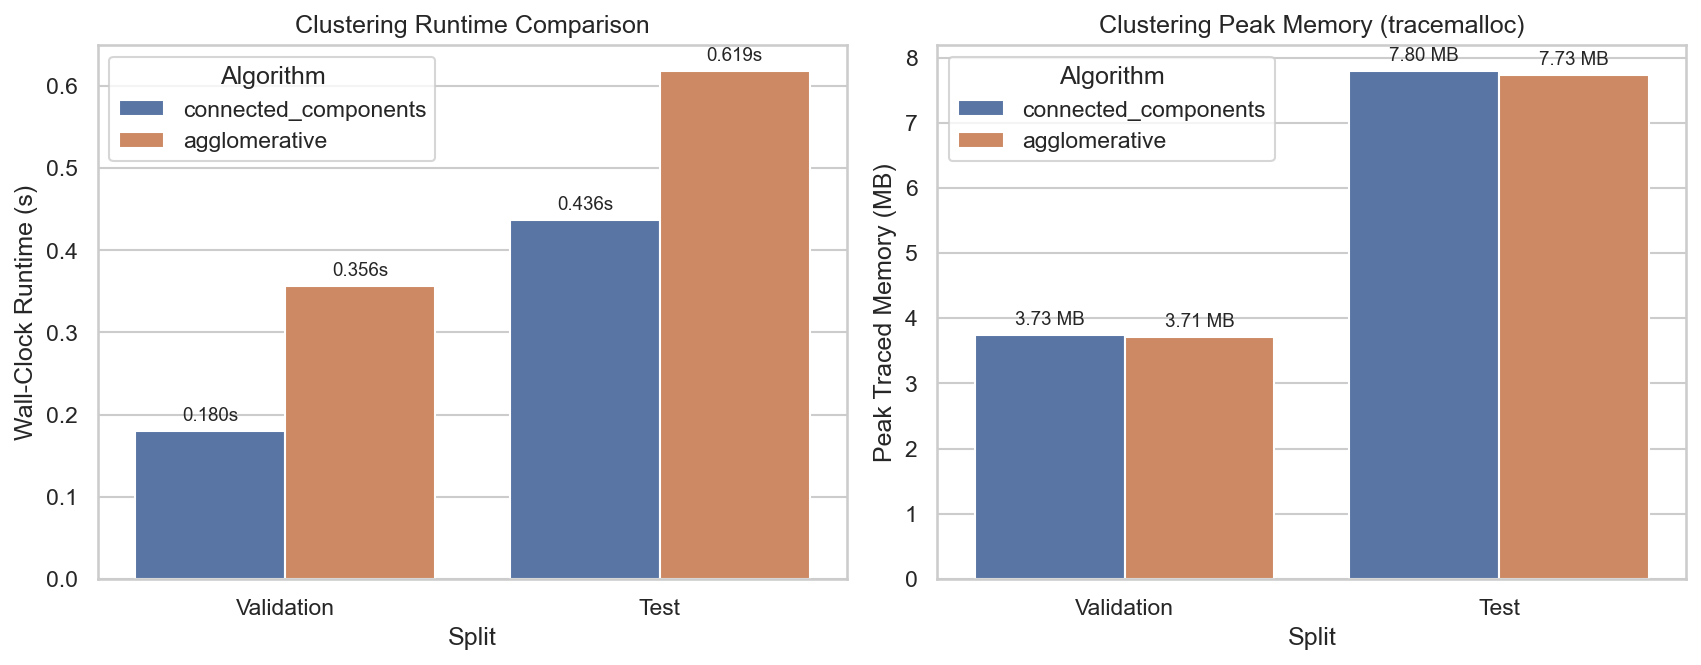 Clustering Runtime Comparison
Algorithm
connected_components
agglomerative
Wall-Clock Runtime (s)
0.6
0.5
0.4
0.3
0.2
0.1
0.0
0.180s
0.356s
0.436s
0.619s
Validation
Test
Split
Clustering Peak Memory (tracemalloc)
Algorithm
connected_components
agglomerative
Peak Traced Memory (MB)
8
7
6
5
4
3
2
1
0
3.73 MB
3.71 MB
7.80 MB
7.73 MB
Validation
Test
Split